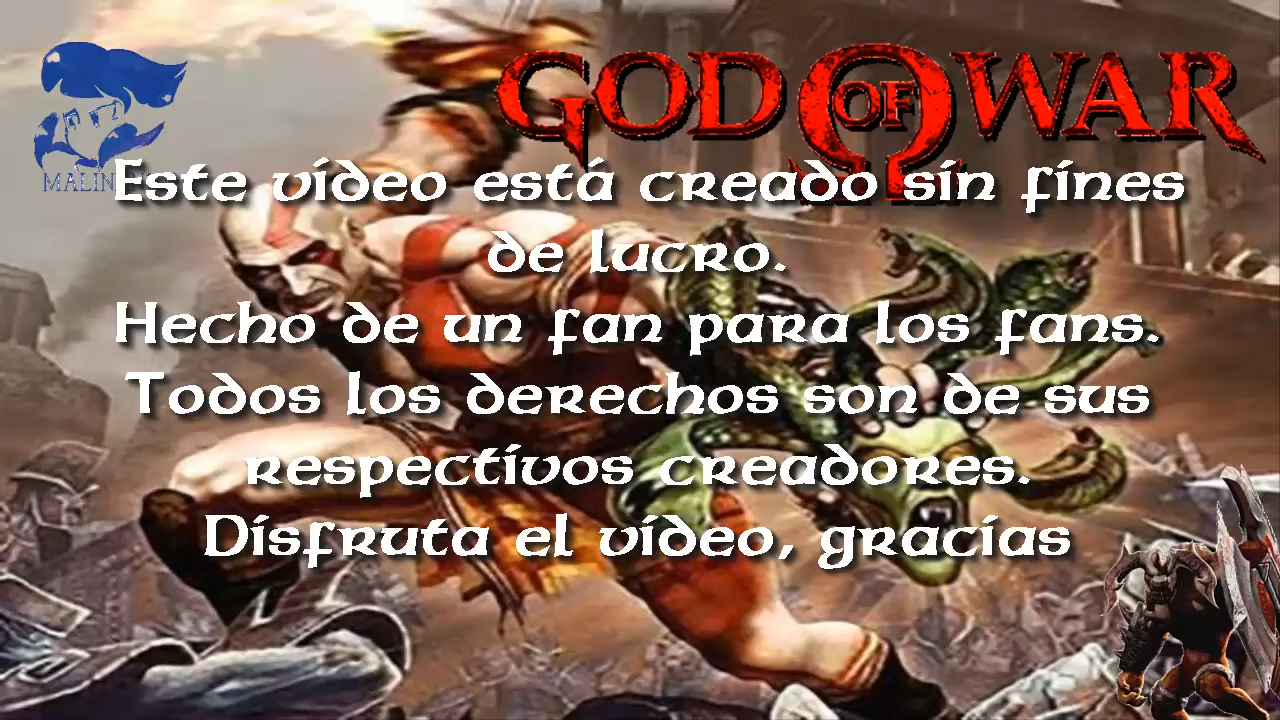 GOD OF WAR
MALIN
Este vídeo está creado sin fines
de lucro.
Hecho de un fan para los fans.
Todos los derechos son de sus
respectivos creadores.
Disfruta el vídeo, gracias